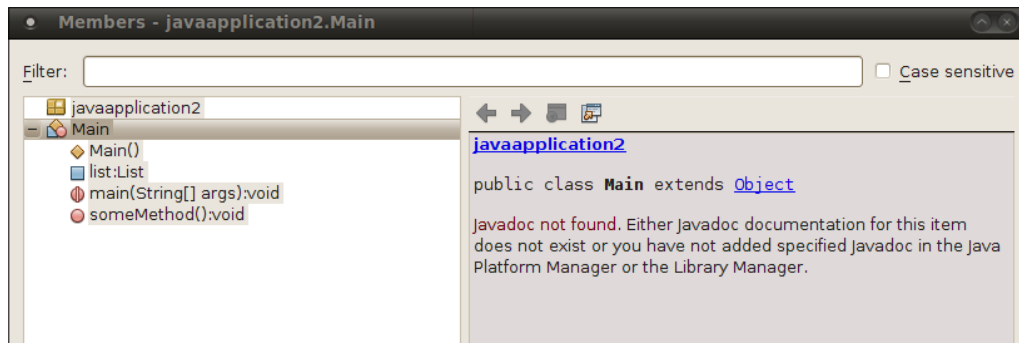 Members - javaapplication2.Main
Filter:
Case sensitive
javaapplication2
Main
Main()
list:List
main(String[] args):void
someMethod():void
javaapplication2
public class Main extends Object
Javadoc not found. Either Javadoc documentation for this item
does not exist or you have not added specified Javadoc in the Java
Platform Manager or the Library Manager.